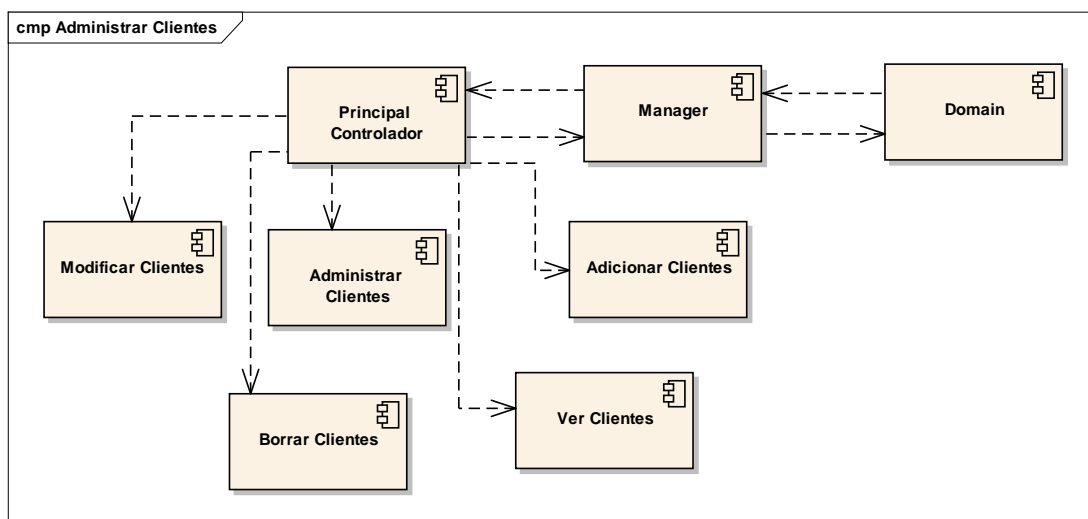 cmp Administrar Clientes
Principal
Controlador
Manager
Domain
Modificar Clientes
Administrar
Clientes
Adicionar Clientes
Borrar Clientes
Ver Clientes